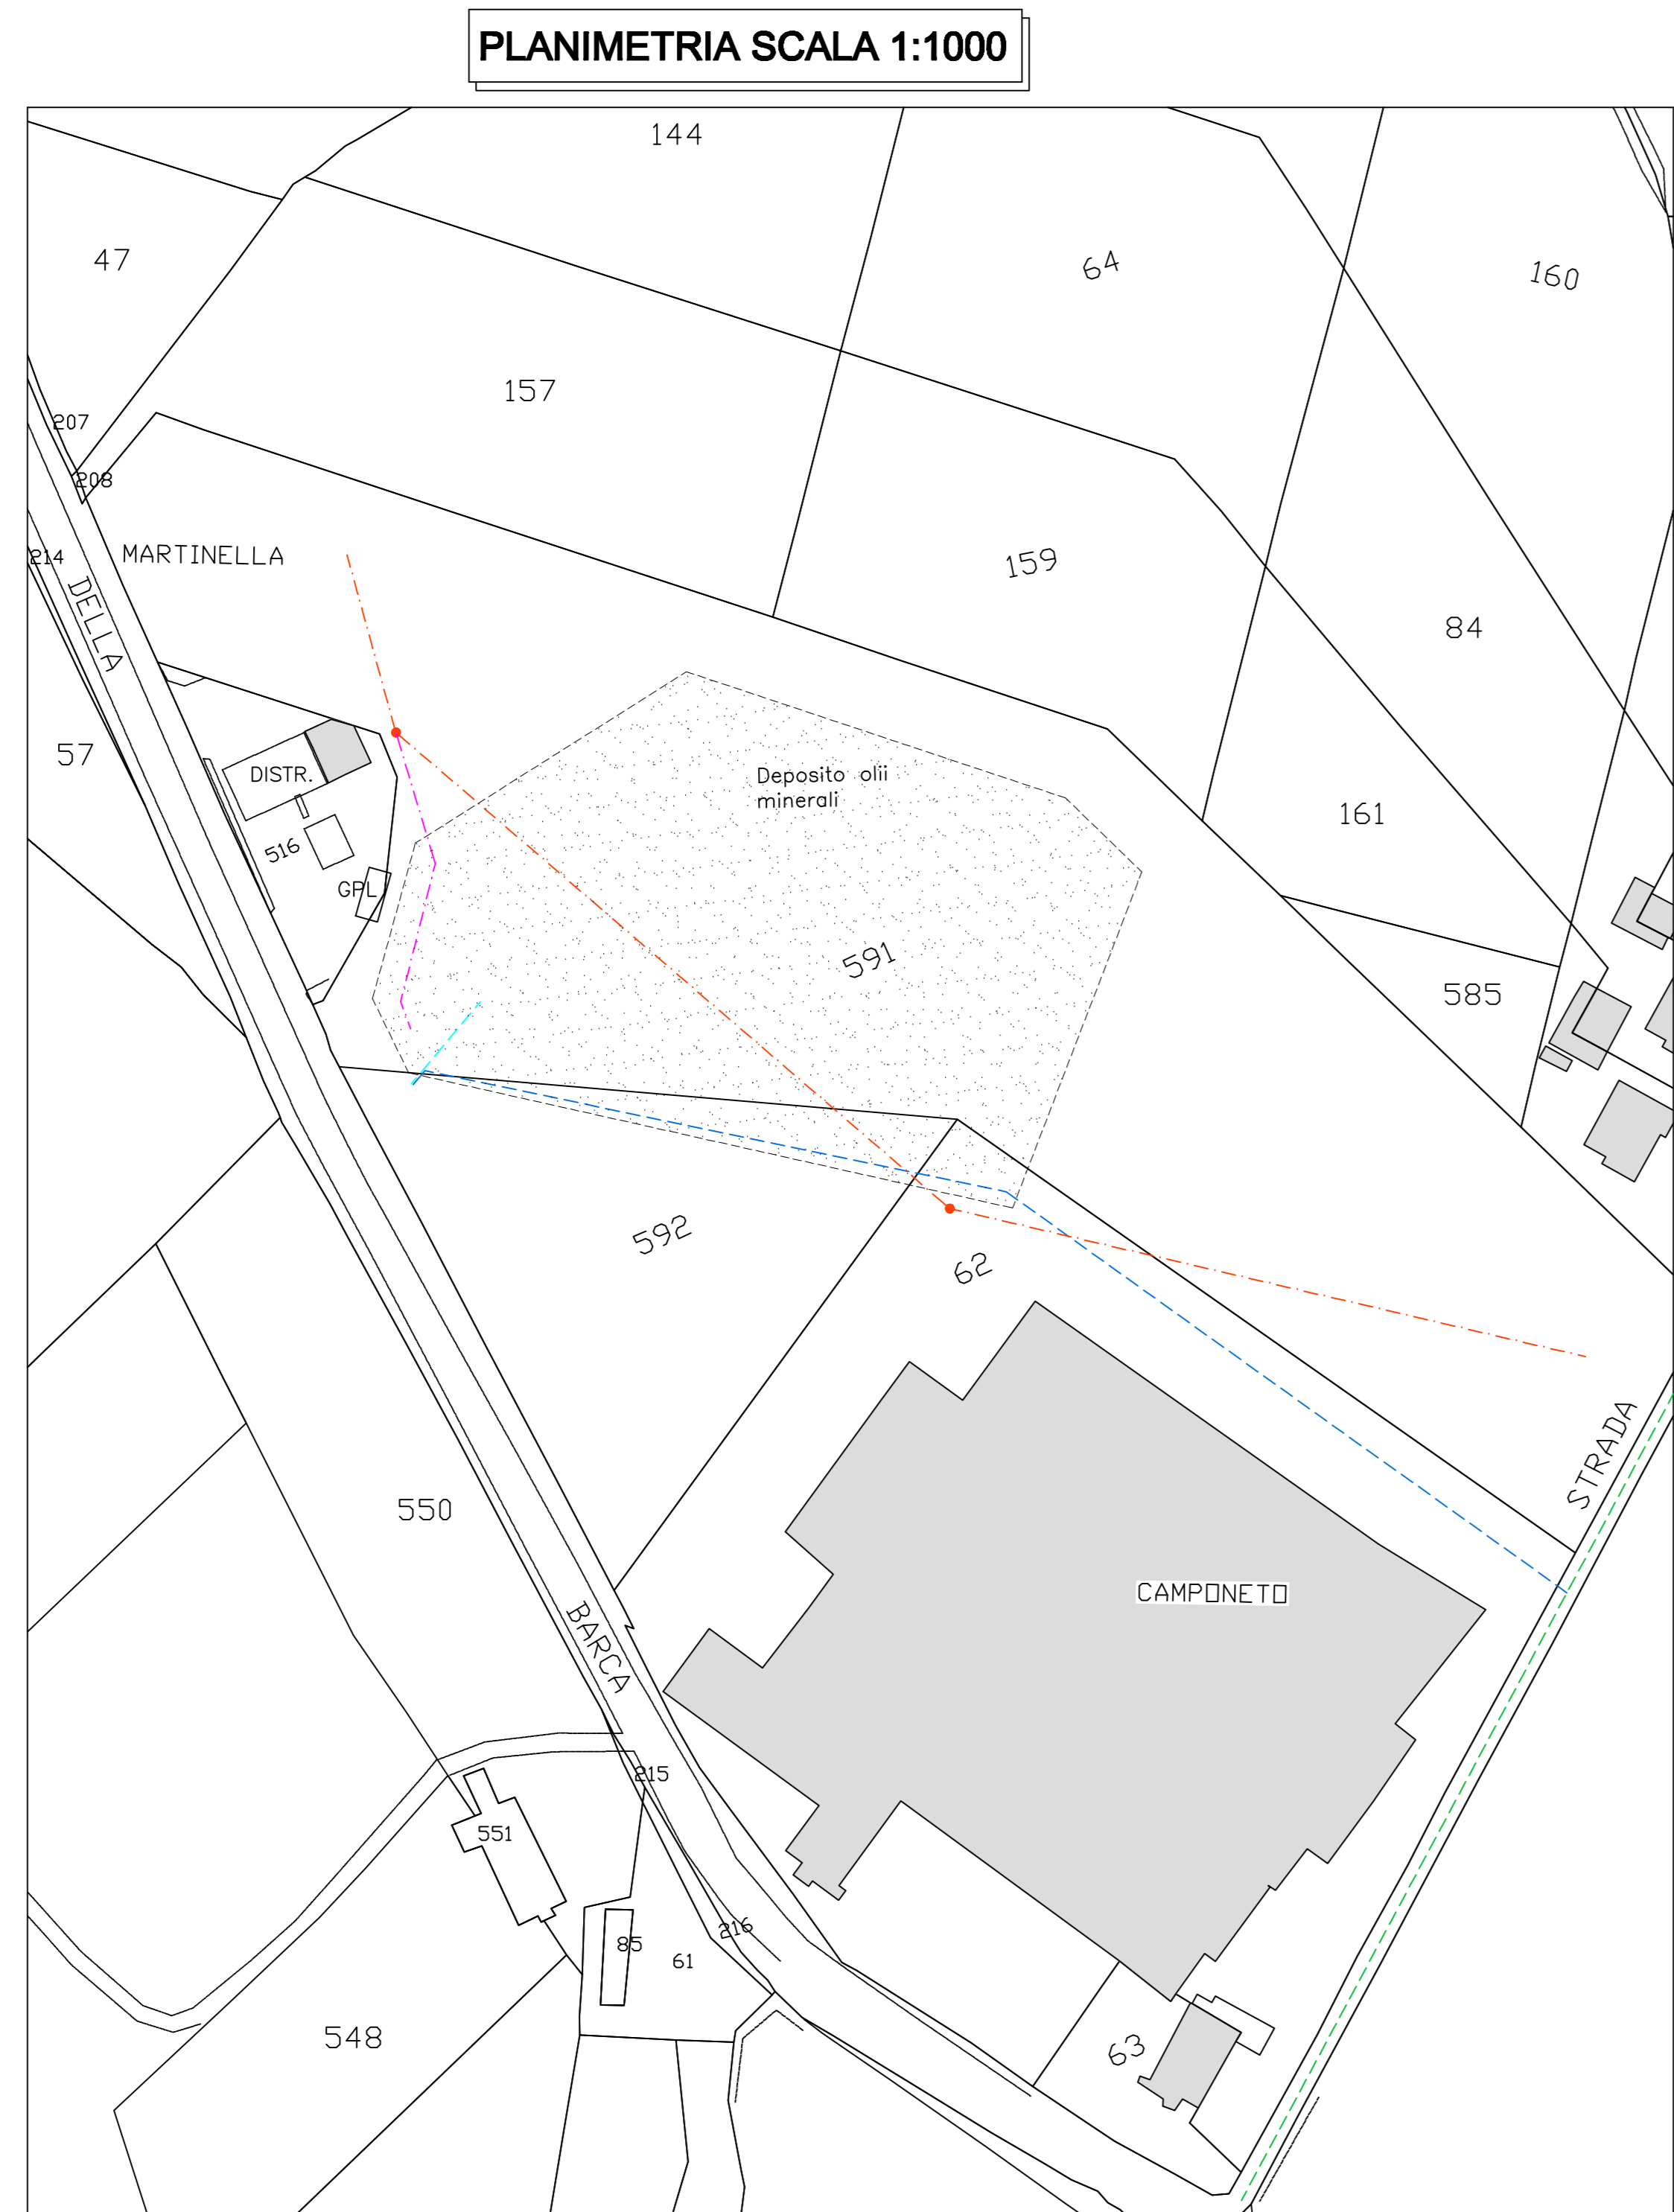 PLANIMETRIA SCALA 1:1000
144
47
64
160
157
207
208
214
MARTINELLA
159
DELLA
84
57
DISTR.
Deposito olii
minerali
161
516
GPL
591
585
592
62
STRADA
550
CAMPONETO
BARCA
215
551
216
85
61
548
63